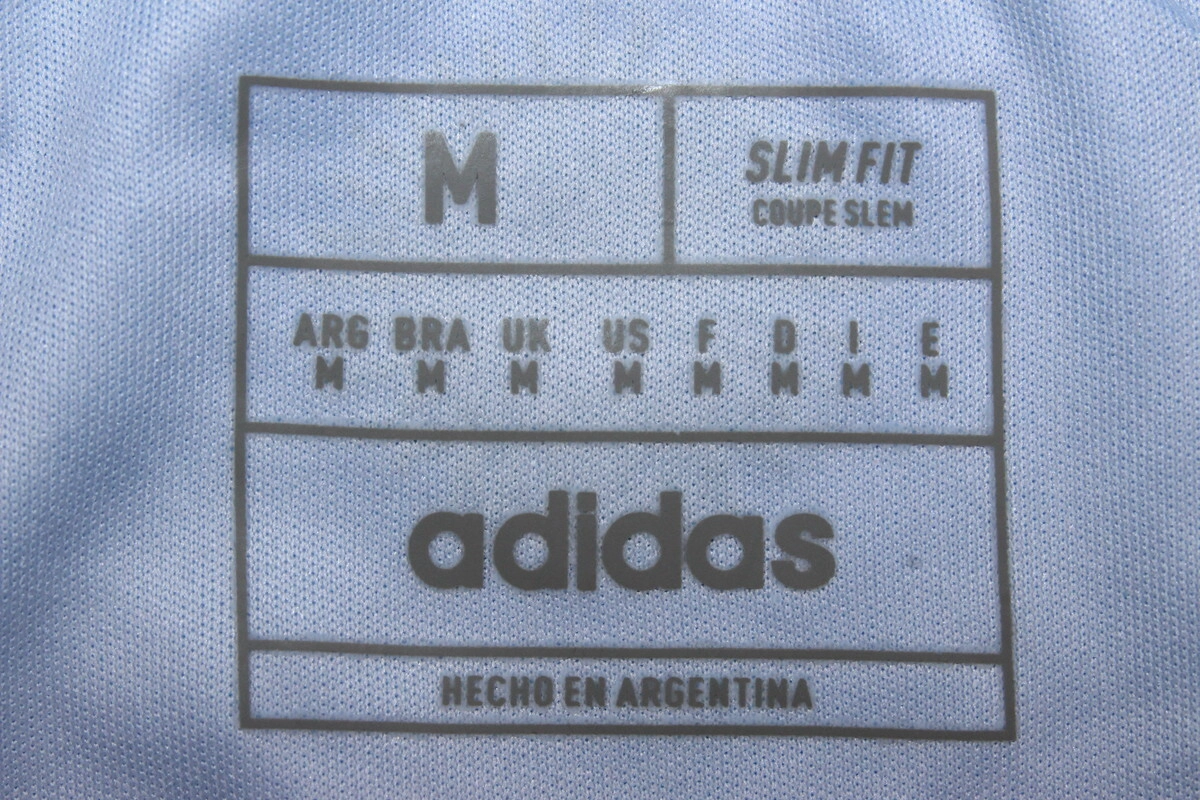 M
SLIM FIT
COUPE SLEM
ARG BRA UK US F D I E
M M M M M M M M
adidas
HECHO EN ARGENTINA